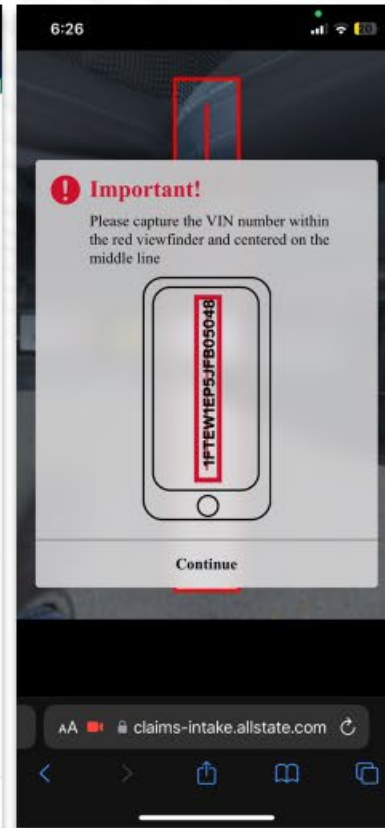 6:26
20
Important!
Please capture the VIN number within
the red viewfinder and centered on the
middle line
1FTEW1EP5JFB05048
Continue
AA claims-intake.allstate.com